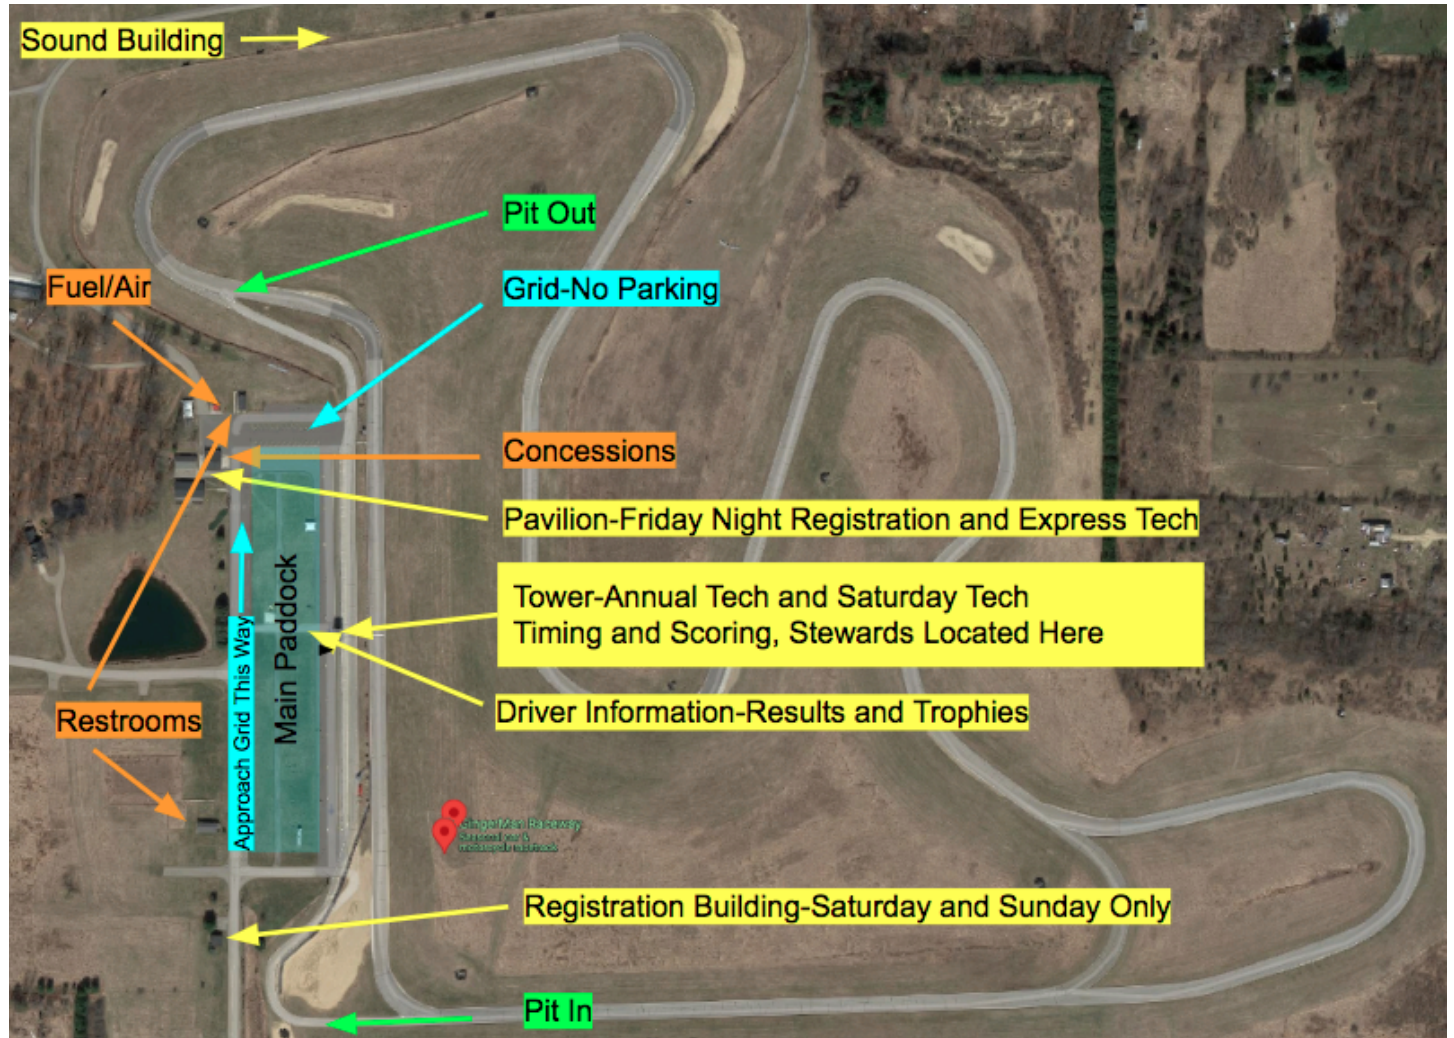 Sound Building
Pit Out
Fuel/Air
Grid-No Parking
Concessions
Pavilion-Friday Night Registration and Express Tech
Tower-Annual Tech and Saturday Tech
Timing and Scoring, Stewards Located Here
Approach Grid This Way
Main Paddock
Restrooms
Driver Information-Results and Trophies
GingerMan Raceway
Registration Building-Saturday and Sunday Only
Pit In